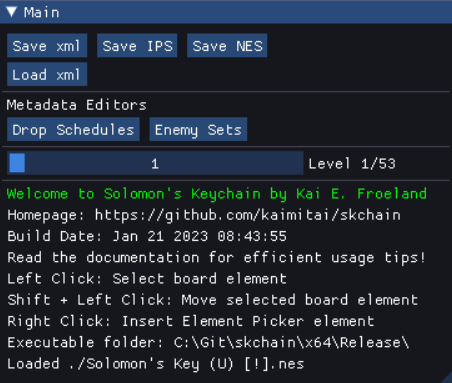 Main
Save xml Save IPS Save NES
Load xml
Metadata Editors
Drop Schedules Enemy Sets
1 Level 1/53
Welcome to Solomon's Keychain by Kai E. Froeland
Homepage: https://github.com/kaimitai/skchain
Build Date: Jan 21 2023 08:43:55
Read the documentation for efficient usage tips!
Left Click: Select board element
Shift + Left Click: Move selected board element
Right Click: Insert Element Picker element
Executable folder: C:\Git\skchain\x64\Release\
Loaded ./Solomon's Key (U) [!].nes